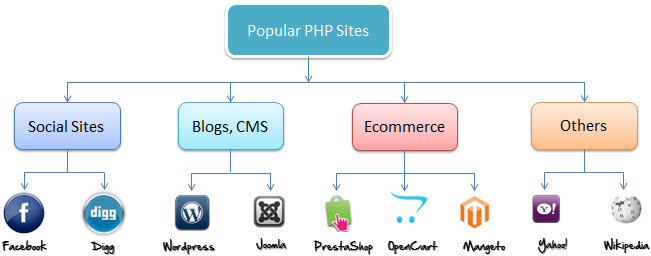 Popular PHP Sites
Social Sites
Blogs, CMS
Ecommerce
Others
f
digg
W
Y!
Facebook
Digg
Wordpress
Joomla
PrestaShop
OpenCart
Mangeto
Yahoo!
Wikipedia